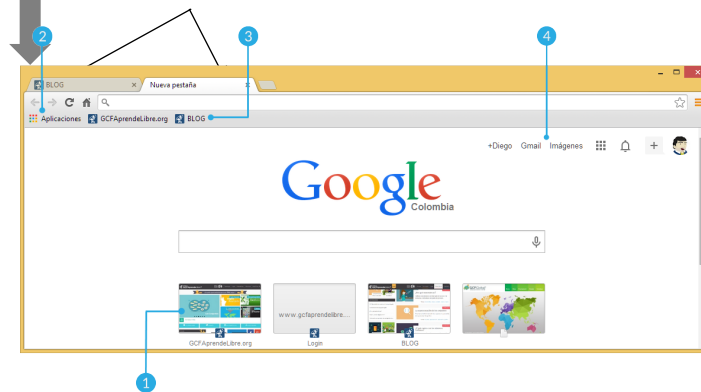 2
3
4
BLOG
Nueva pestaña
Aplicaciones GCFAprendeLibre.org BLOG
+Diego Gmail Imágenes
Google
Colombia
www.gcfaprendelibre....
GCFAprendeLibre.org Login BLOG
1